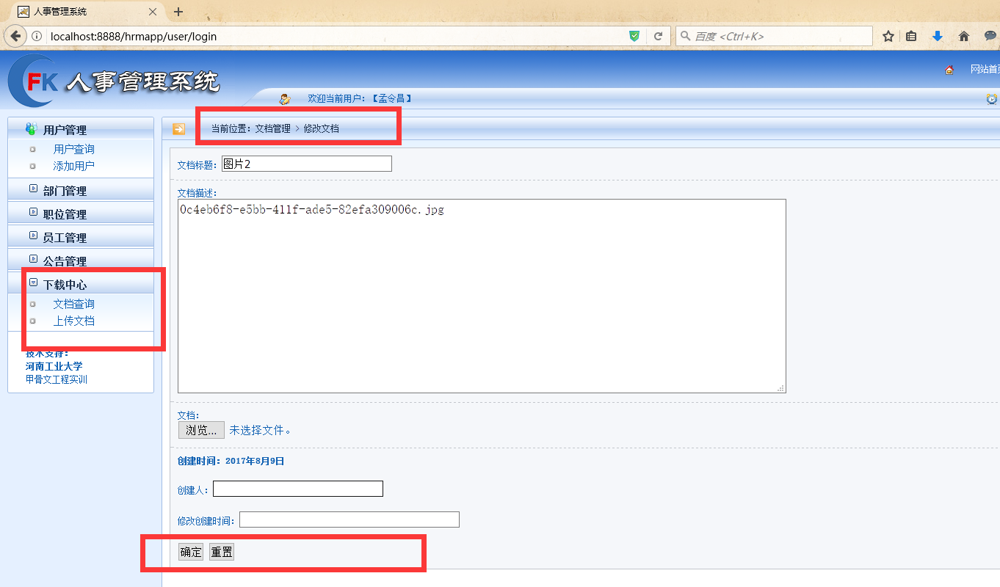 人事管理系统
localhost:8888/hrmapp/user/login
百度 <Ctrl+K>
FK 人事管理系统
网站首页
欢迎当前用户：【孟令昌】
用户管理
用户查询
添加用户
部门管理
职位管理
员工管理
公告管理
下载中心
文档查询
上传文档
技术支持：
河南工业大学
甲骨文工程实训
当前位置：文档管理 > 修改文档
文档标题： 图片2
文档描述：
0c4eb6f8-e5bb-411f-ade5-82efa309006c.jpg
文档：
浏览... 未选择文件。
创建时间：2017年8月9日
创建人：
修改创建时间：
确定 重置